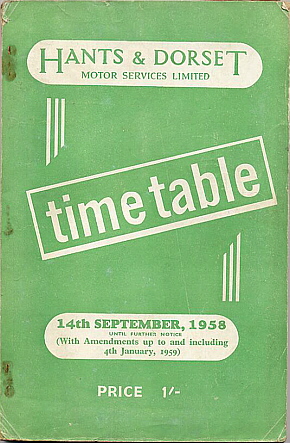 HANTS & DORSET
MOTOR SERVICES LIMITED
time table
14th SEPTEMBER, 1958
UNTIL FURTHER NOTICE
(With Amendments up to and including
4th January, 1959)
PRICE 1/-